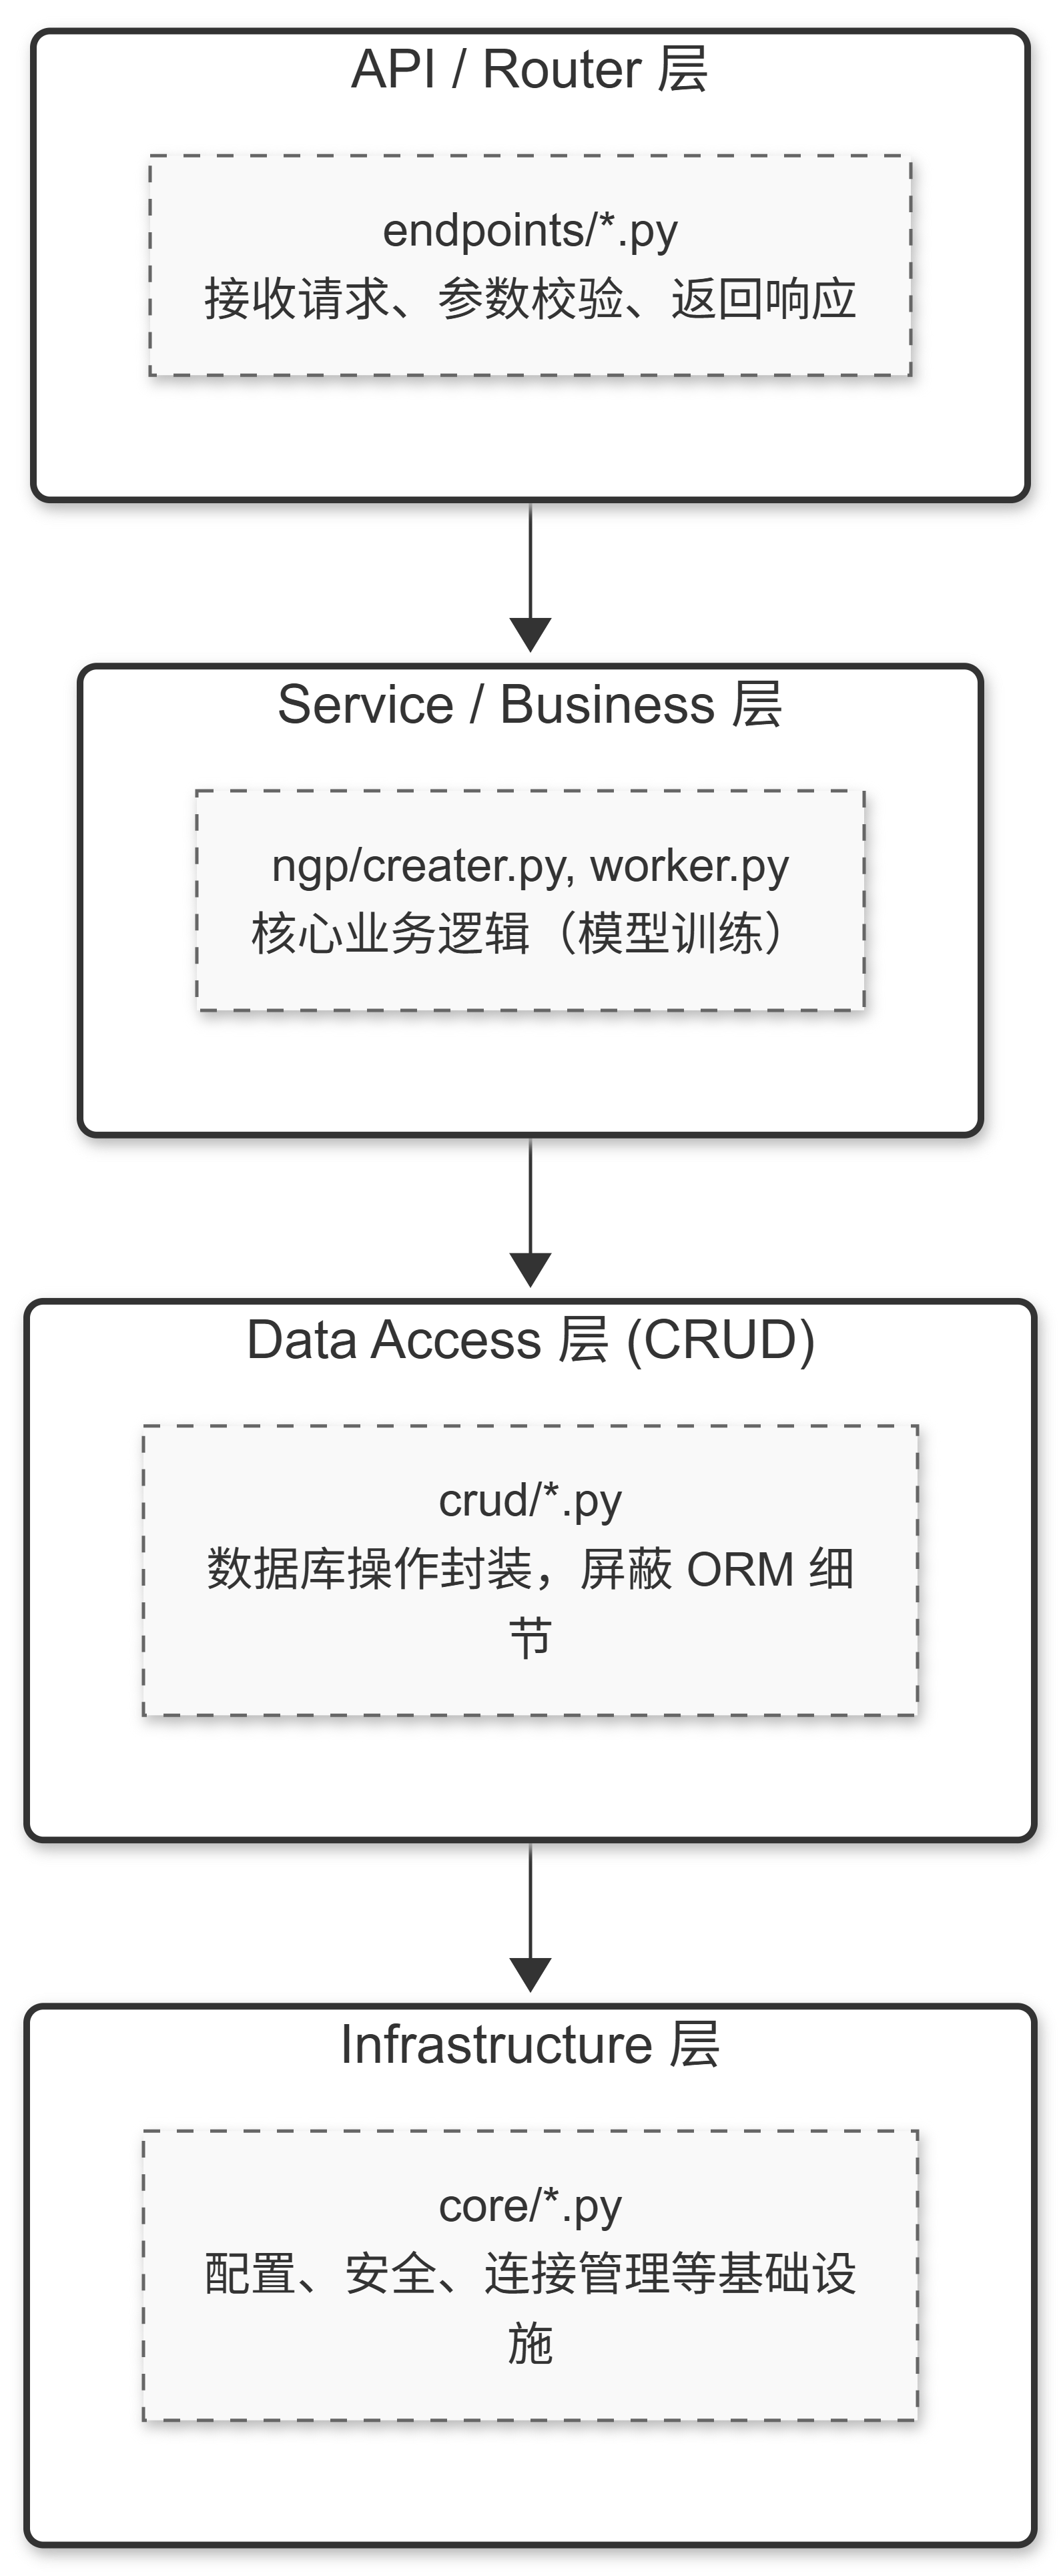 API / Router 层
endpoints/*.py
接收请求、参数校验、返回响应
Service / Business 层
ngp/creater.py, worker.py
核心业务逻辑（模型训练）
Data Access 层 (CRUD)
crud/*.py
数据库操作封装，屏蔽 ORM 细
节
Infrastructure 层
core/*.py
配置、安全、连接管理等基础设
施